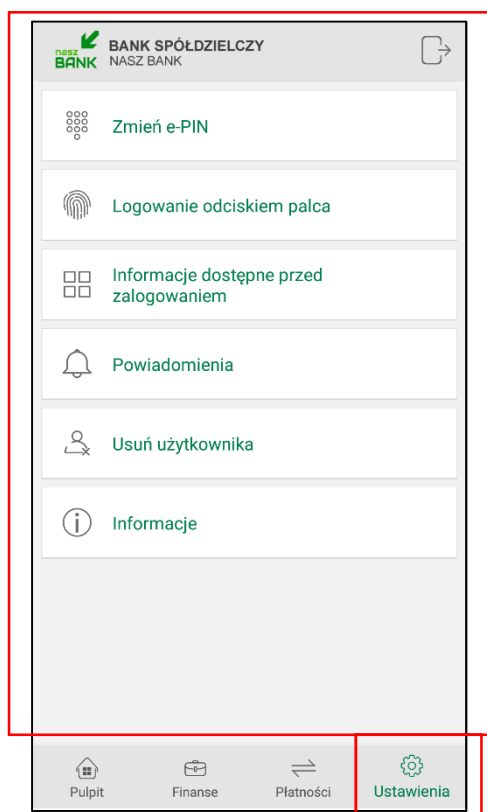 nasz
BANK
BANK SPÓŁDZIELCZY
NASZ BANK
Zmień e-PIN
Logowanie odciskiem palca
Informacje dostępne przed
zalogowaniem
Powiadomienia
Usuń użytkownika
Informacje
Pulpit
Finanse
Płatności
Ustawienia